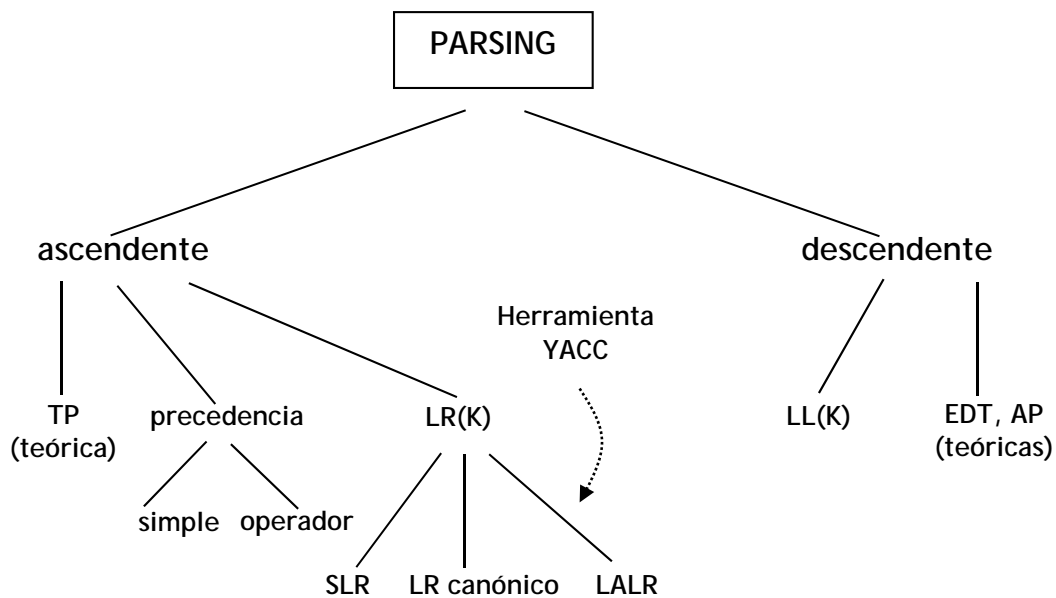 PARSING
ascendente
descendente
Herramienta
YACC
TP
(teórica)
precedencia
LR(K)
LL(K)
EDT, AP
(teóricas)
simple
operador
SLR
LR canónico
LALR